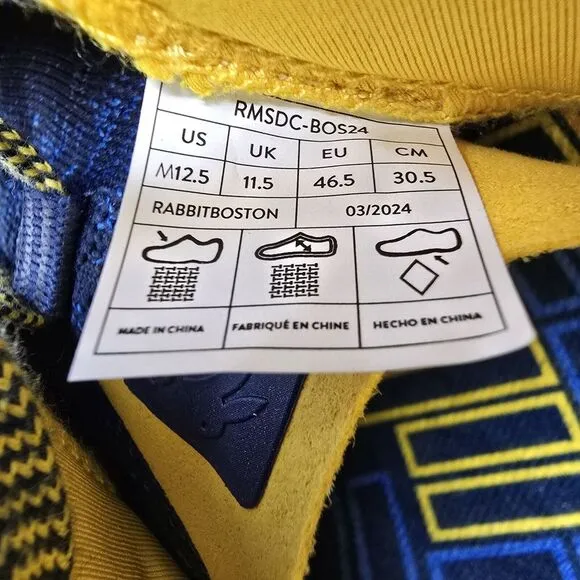 RMSDC-BOS24
US UK EU CM
M12.5 11.5 46.5 30.5
RABBITBOSTON 03/2024
MADE IN CHINA FABRIQUÉ EN CHINE HECHO EN CHINA